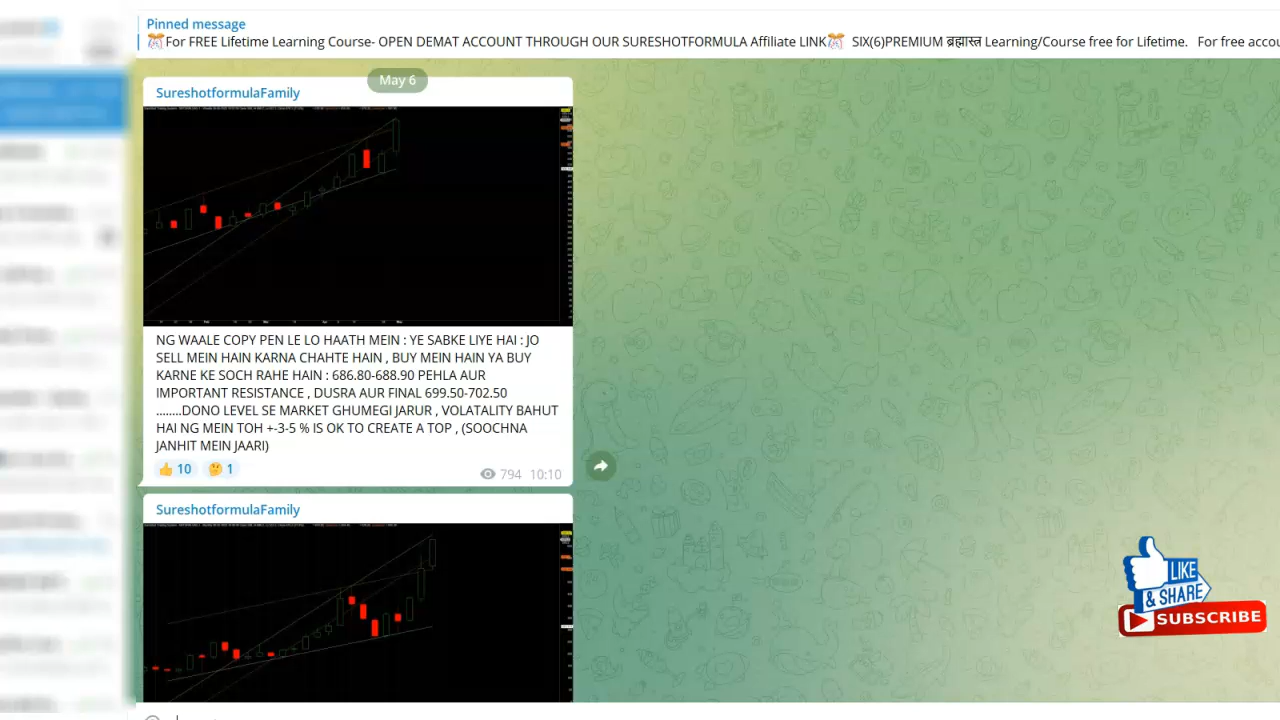 Pinned message
For FREE Lifetime Learning Course- OPEN DEMAT ACCOUNT THROUGH OUR SURESHOTFORMULA Affiliate LINK SIX(6)PREMIUM ब्रह्मास्त्र Learning/Course free for Lifetime. For free accou
May 6
SureshotformulaFamily
NG WAALE COPY PEN LE LO HAATH MEIN : YE SABKE LIYE HAI : JO
SELL MEIN HAIN KARNA CHAHTE HAIN , BUY MEIN HAIN YA BUY
KARNE KE SOCH RAHE HAIN : 686.80-688.90 PEHLA AUR
IMPORTANT RESISTANCE , DUSRA AUR FINAL 699.50-702.50
........DONO LEVEL SE MARKET GHUMEGI JARUR , VOLATALITY BAHUT
HAI NG MEIN TOH +-3-5 % IS OK TO CREATE A TOP , (SOOCHNA
JANHIT MEIN JAARI)
👍 10 🤔 1
794 10:10
SureshotformulaFamily
LIKE
& SHARE
SUBSCRIBE